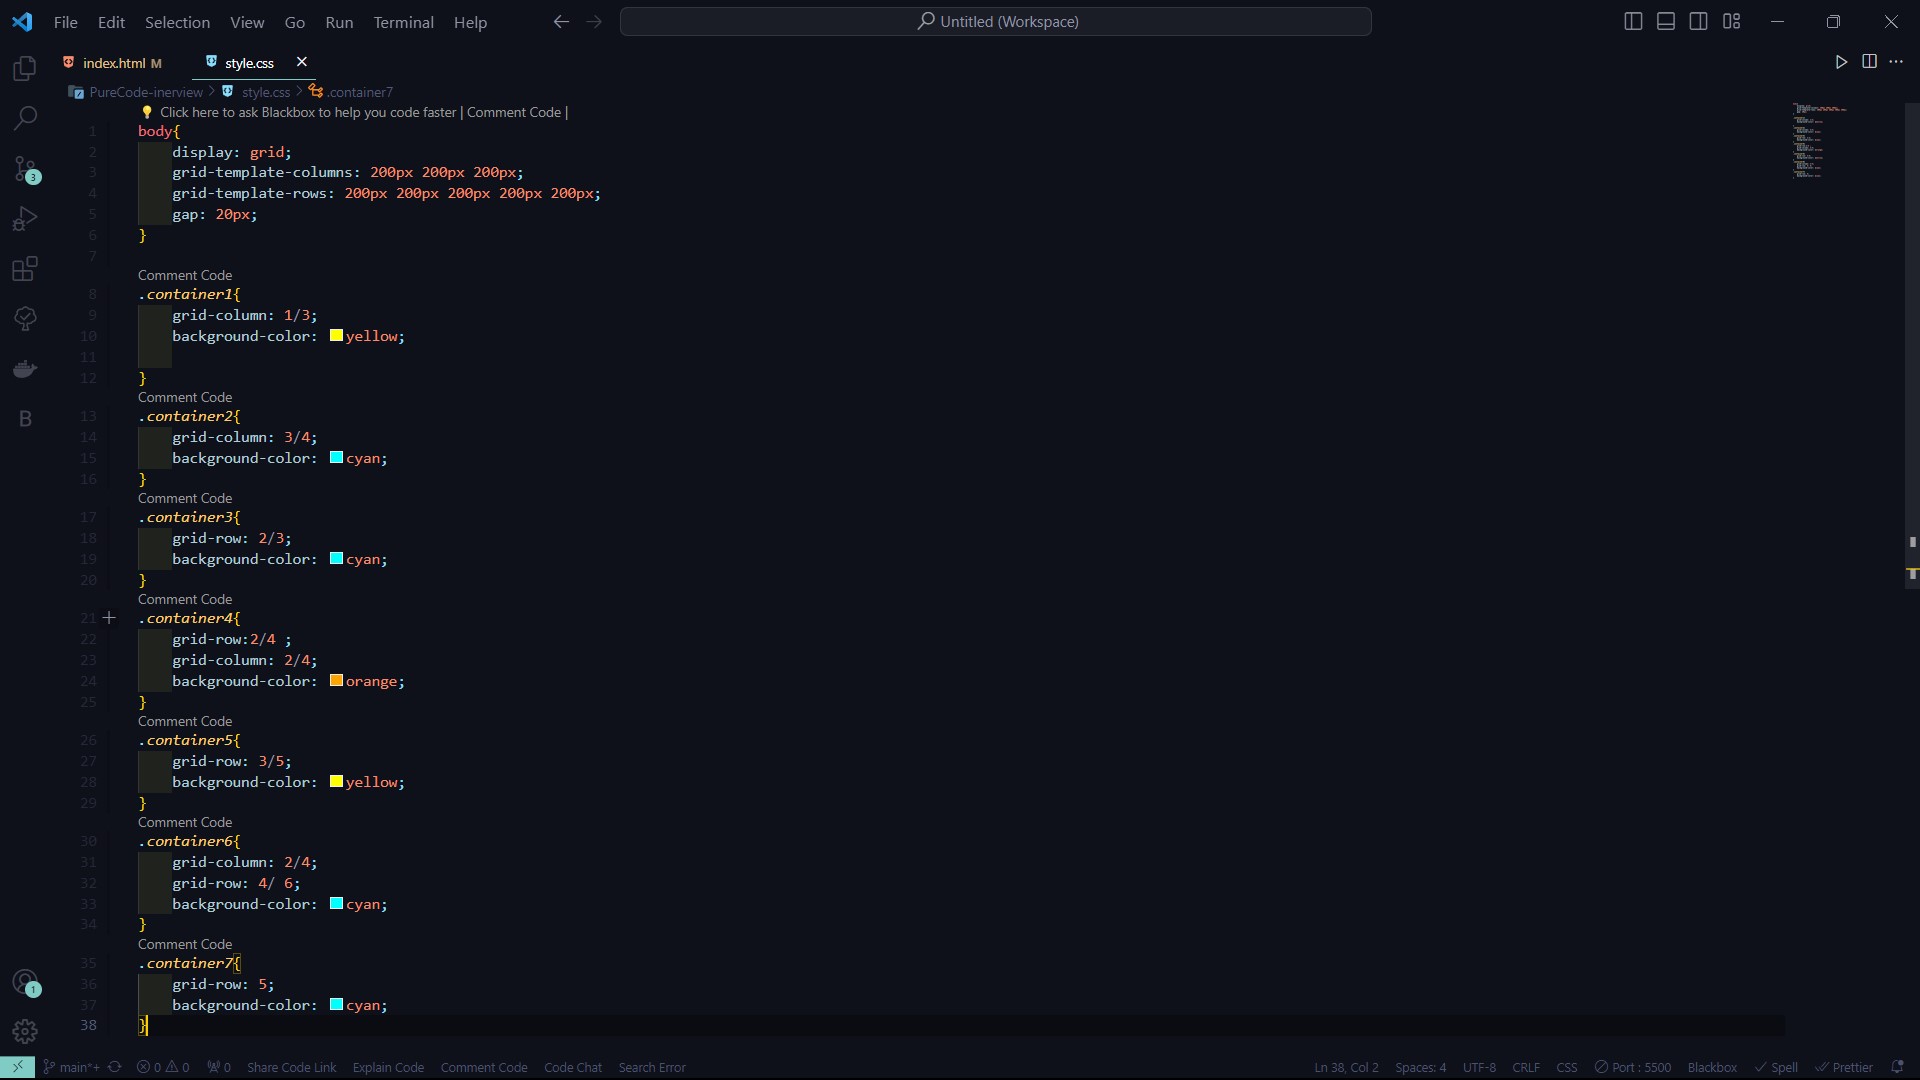 File Edit Selection View Go Run Terminal Help Untitled (Workspace)
index.html M style.css
PureCode-inerview > style.css > .container7
Click here to ask Blackbox to help you code faster | Comment Code |
1 body{
2 display: grid;
3 grid-template-columns: 200px 200px 200px;
4 grid-template-rows: 200px 200px 200px 200px 200px;
5 gap: 20px;
6 }
7
Comment Code
8 .container1{
9 grid-column: 1/3;
10 background-color: yellow;
11
12 }
Comment Code
13 .container2{
14 grid-column: 3/4;
15 background-color: cyan;
16 }
Comment Code
17 .container3{
18 grid-row: 2/3;
19 background-color: cyan;
20 }
Comment Code
21 .container4{
22 grid-row:2/4 ;
23 grid-column: 2/4;
24 background-color: orange;
25 }
Comment Code
26 .container5{
27 grid-row: 3/5;
28 background-color: yellow;
29 }
Comment Code
30 .container6{
31 grid-column: 2/4;
32 grid-row: 4/ 6;
33 background-color: cyan;
34 }
Comment Code
35 .container7{
36 grid-row: 5;
37 background-color: cyan;
38 }
3
B
1
main*+ 0 0 0 Share Code Link Explain Code Comment Code Code Chat Search Error Ln 38, Col 2 Spaces: 4 UTF-8 CRLF CSS Port : 5500 Blackbox Spell Prettier